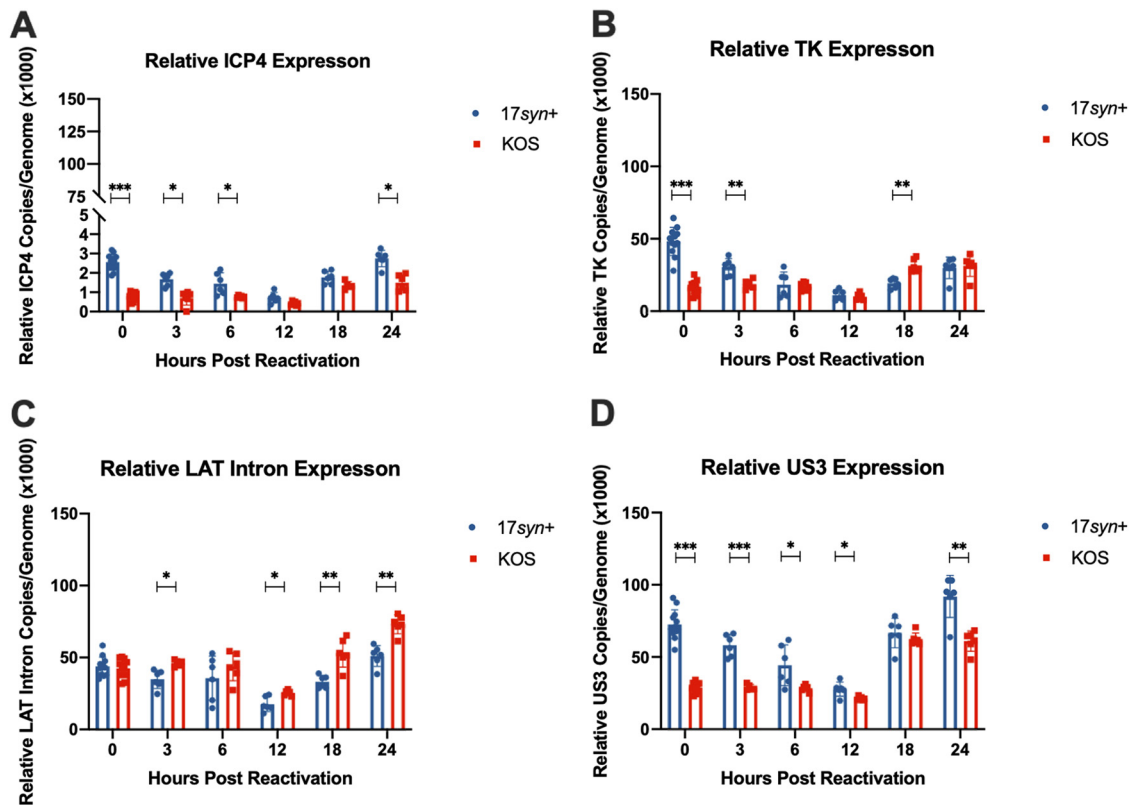 A
Relative ICP4 Expresson
Relative ICP4 Copies/Genome (x1000)
150
125
100
75
5
4
3
2
1
0
*** * * *
0 3 6 12 18 24
Hours Post Reactivation
17syn+
KOS
B
Relative TK Expresson
Relative TK Copies/Genome (x1000)
150
100
50
0
*** ** **
0 3 6 12 18 24
Hours Post Reactivation
17syn+
KOS
C
Relative LAT Intron Expresson
Relative LAT Intron Copies/Genome (x1000)
150
100
50
0
* * ** **
0 3 6 12 18 24
Hours Post Reactivation
17syn+
KOS
D
Relative US3 Expression
Relative US3 Copies/Genome (x1000)
150
100
50
0
*** *** * * **
0 3 6 12 18 24
Hours Post Reactivation
17syn+
KOS